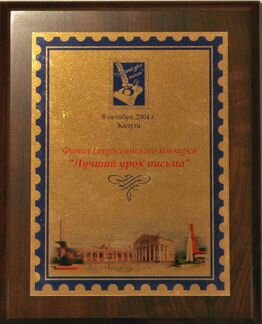 8 октября 2004 г.
Калуга
Финал Всероссийского конкурса
"Лучший урок письма"